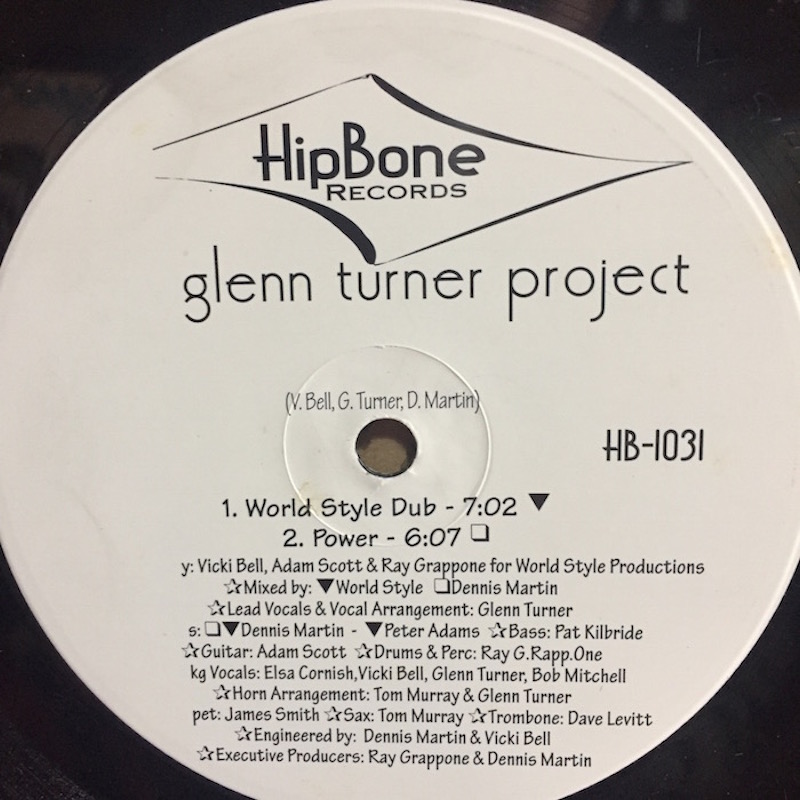 HipBone
RECORDS
glenn turner project
(V. Bell, G. Turner, D. Martin)
HB-1031
1. World Style Dub - 7:02 ▼
2. Power - 6:07 ❏
y: Vicki Bell, Adam Scott & Ray Grappone for World Style Productions
☆Mixed by: ▼World Style ❏Dennis Martin
☆Lead Vocals & Vocal Arrangement: Glenn Turner
s: ❏▼Dennis Martin - ▼Peter Adams ☆Bass: Pat Kilbride
☆Guitar: Adam Scott ☆Drums & Perc: Ray G.Rapp.One
kg Vocals: Elsa Cornish,Vicki Bell, Glenn Turner, Bob Mitchell
☆Horn Arrangement: Tom Murray & Glenn Turner
pet: James Smith ☆Sax: Tom Murray ☆Trombone: Dave Levitt
☆Engineered by: Dennis Martin & Vicki Bell
☆Executive Producers: Ray Grappone & Dennis Martin